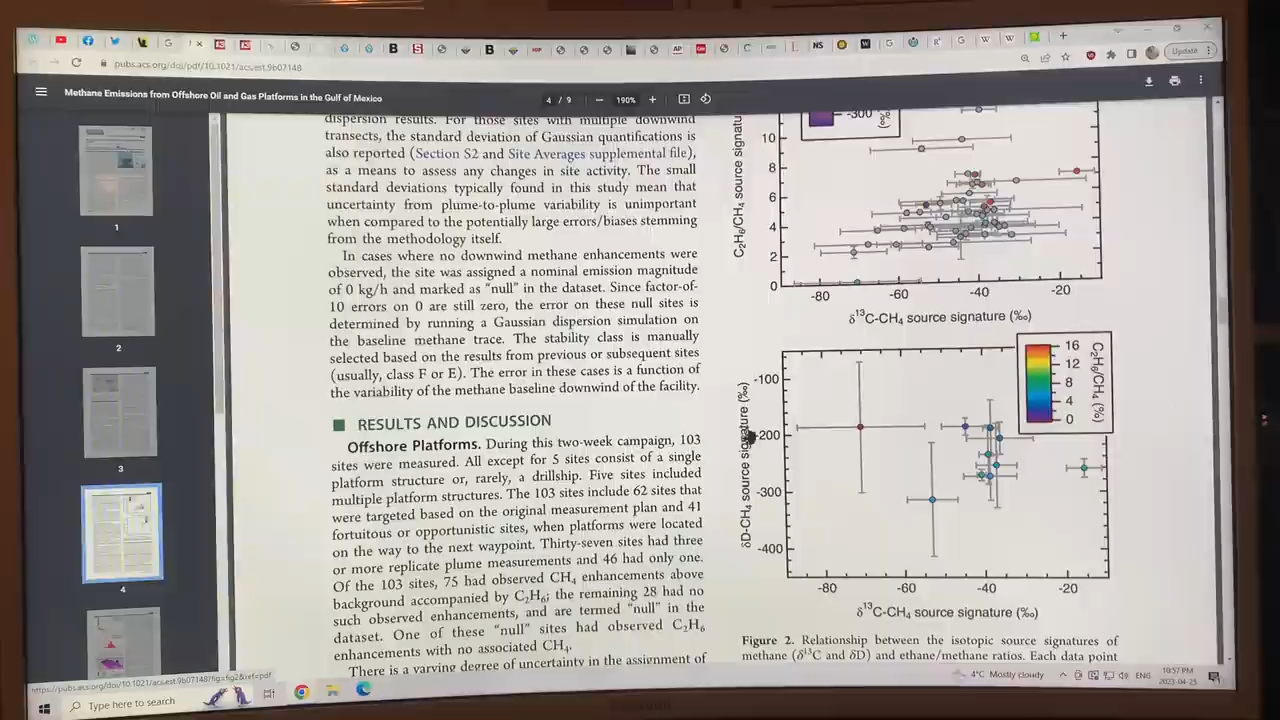 Update
pubs.acs.org/doi/pdf/10.1021/acs.est.9b07148
Methane Emissions from Offshore Oil and Gas Platforms in the Gulf of Mexico
4 / 9
190%
1
2
3
4
dispersion results. For those sites with multiple downwind
transects, the standard deviation of Gaussian quantifications is
also reported (Section S2 and Site Averages supplemental file),
as a means to assess any changes in site activity. The small
standard deviations typically found in this study mean that
uncertainty from plume-to-plume variability is unimportant
when compared to the potentially large errors/biases stemming
from the methodology itself.
In cases where no downwind methane enhancements were
observed, the site was assigned a nominal emission magnitude
of 0 kg/h and marked as "null" in the dataset. Since factor-of-
10 errors on 0 are still zero, the error on these null sites is
determined by running a Gaussian dispersion simulation on
the baseline methane trace. The stability class is manually
selected based on the results from previous or subsequent sites
(usually, class F or E). The error in these cases is a function of
the variability of the methane baseline downwind of the facility.
■ RESULTS AND DISCUSSION
Offshore Platforms. During this two-week campaign, 103
sites were measured. All except for 5 sites consist of a single
platform structure or, rarely, a drillship. Five sites included
multiple platform structures. The 103 sites include 62 sites that
were targeted based on the original measurement plan and 41
fortuitous or opportunistic sites, when platforms were located
on the way to the next waypoint. Thirty-seven sites had three
or more replicate plume measurements and 46 had only one.
Of the 103 sites, 75 had observed CH₄ enhancements above
background accompanied by C₂H₆; the remaining 28 had no
such observed enhancements, and are termed "null" in the
dataset. One of these "null" sites had observed C₂H₆
enhancements with no associated CH₄.
There is a varying degree of uncertainty in the assignment of
-300
(‰)
C₂H₆/CH₄ source signatu
10
8
6
4
2
0
-80
-60
-40
-20
δ¹³C-CH₄ source signature (‰)
16
12
8
4
0
C₂H₆/CH₄ (%)
δD-CH₄ source signature (‰)
-100
-200
-300
-400
-80
-60
-40
-20
δ¹³C-CH₄ source signature (‰)
Figure 2. Relationship between the isotopic source signatures of
methane (δ¹³C and δD) and ethane/methane ratios. Each data point
https://pubs.acs.org/doi/10.1021/acs.est.9b07148?fig=fig2&ref=pdf
Type here to search
4°C Mostly cloudy
ENG
10:57 PM
2023-04-25